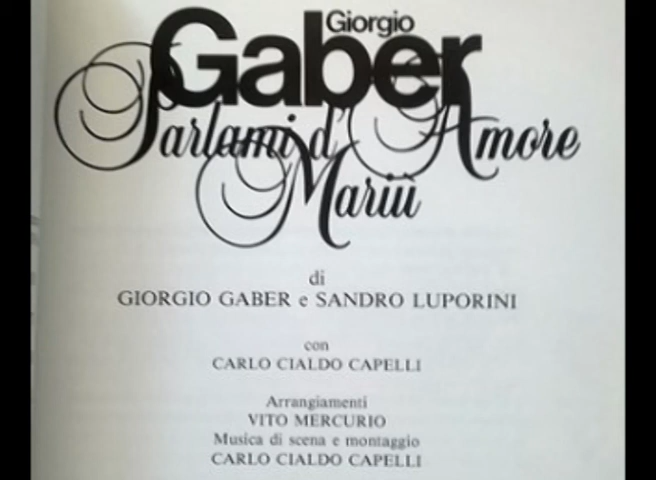 Giorgio
Gaber
Parlami d'Amore
Mariù
di
GIORGIO GABER e SANDRO LUPORINI
con
CARLO CIALDO CAPELLI
Arrangiamenti
VITO MERCURIO
Musica di scena e montaggio
CARLO CIALDO CAPELLI